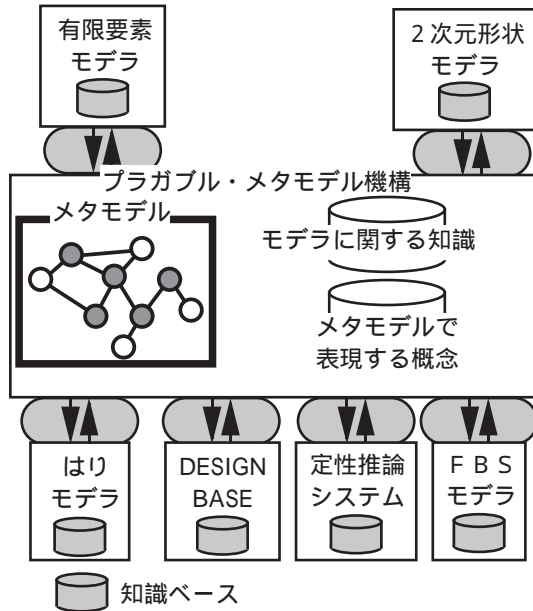 有限要素
モデラ
２次元形状
モデラ
プラガブル・メタモデル機構
メタモデル
モデラに関する知識
メタモデルで
表現する概念
はり
モデラ
DESIGN
BASE
定性推論
システム
ＦＢＳ
モデラ
知識ベース